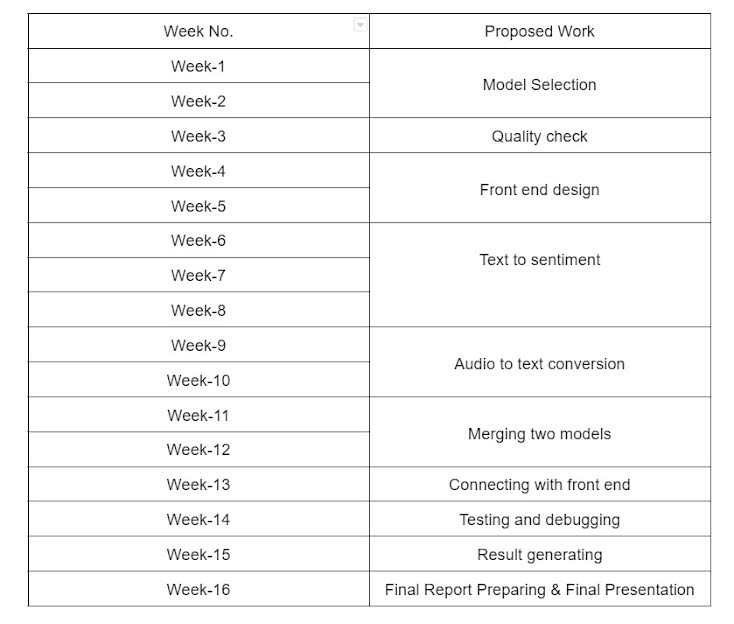 Week No. Proposed Work
Week-1
Model Selection
Week-2
Week-3 Quality check
Week-4
Front end design
Week-5
Week-6
Text to sentiment
Week-7
Week-8
Week-9
Audio to text conversion
Week-10
Week-11
Merging two models
Week-12
Week-13 Connecting with front end
Week-14 Testing and debugging
Week-15 Result generating
Week-16 Final Report Preparing & Final Presentation